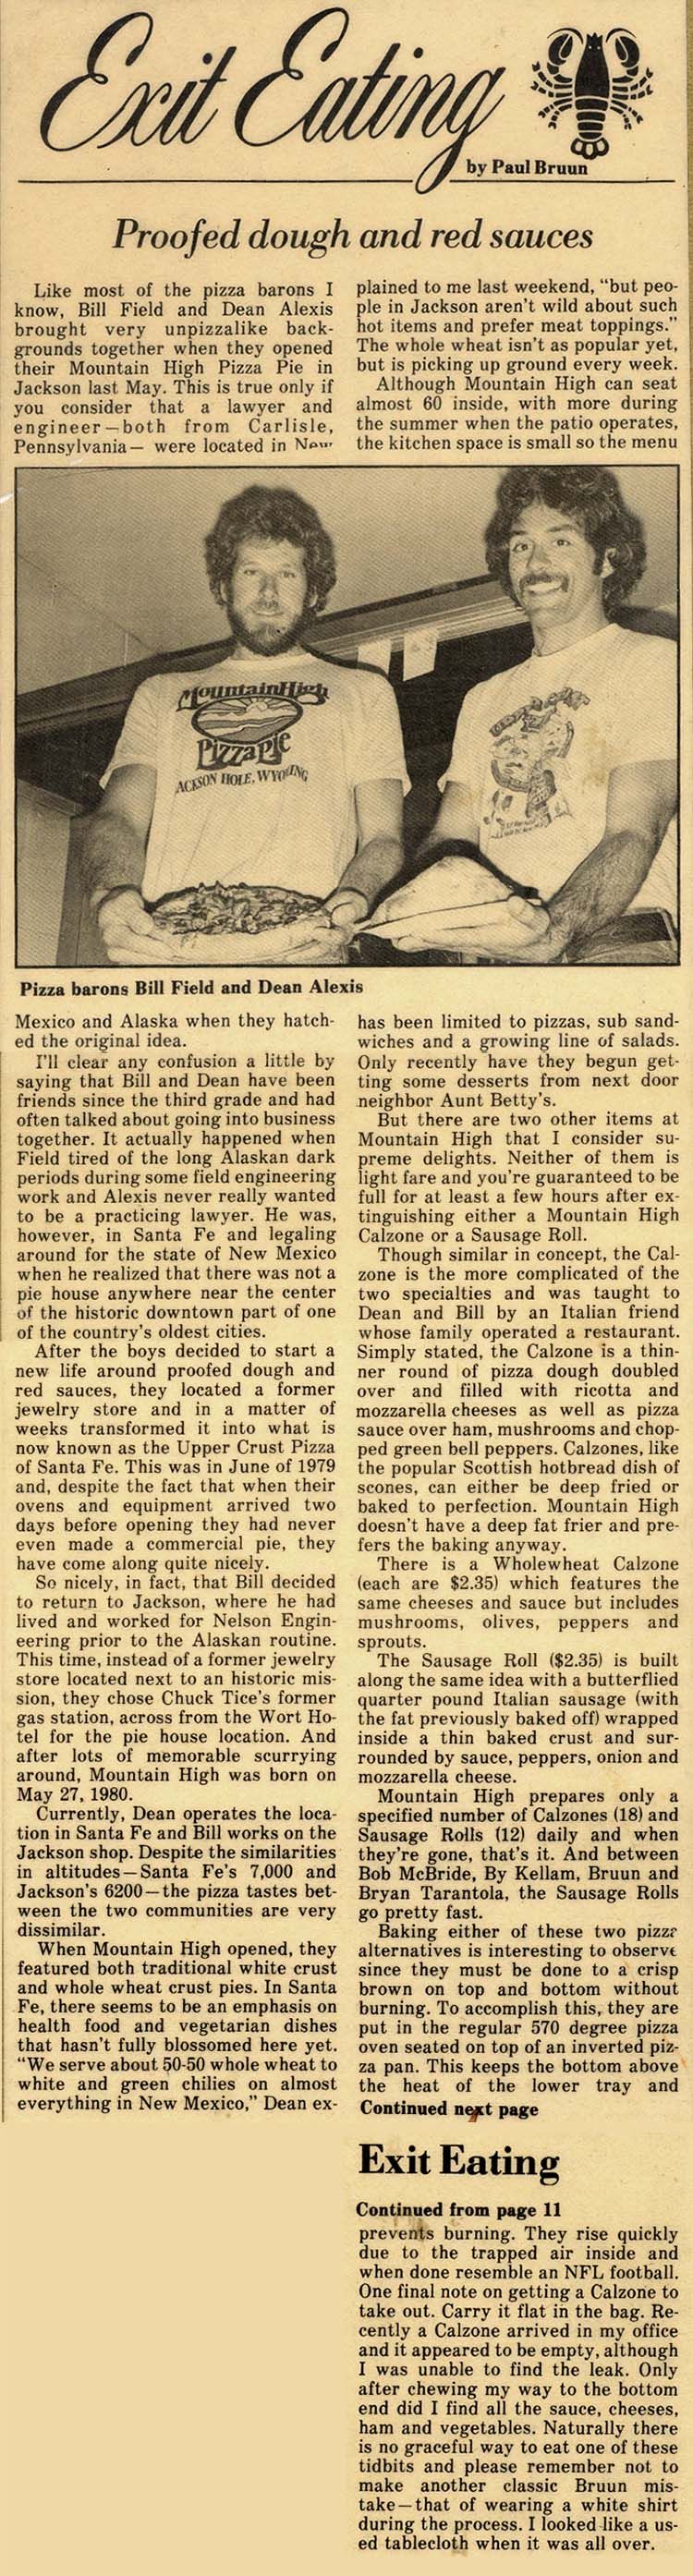 Exit Eating
by Paul Bruun
Proofed dough and red sauces
Like most of the pizza barons I
know, Bill Field and Dean Alexis
brought very unpizzalike back-
grounds together when they opened
their Mountain High Pizza Pie in
Jackson last May. This is true only if
you consider that a lawyer and
engineer—both from Carlisle,
Pennsylvania— were located in New
plained to me last weekend, “but peo-
ple in Jackson aren't wild about such
hot items and prefer meat toppings.”
The whole wheat isn't as popular yet,
but is picking up ground every week.
Although Mountain High can seat
almost 60 inside, with more during
the summer when the patio operates,
the kitchen space is small so the menu
Mountain High
Pizza Pie
ACKSON HOLE, WYOMING
Pizza barons Bill Field and Dean Alexis
Mexico and Alaska when they hatch-
ed the original idea.
I'll clear any confusion a little by
saying that Bill and Dean have been
friends since the third grade and had
often talked about going into business
together. It actually happened when
Field tired of the long Alaskan dark
periods during some field engineering
work and Alexis never really wanted
to be a practicing lawyer. He was,
however, in Santa Fe and legaling
around for the state of New Mexico
when he realized that there was not a
pie house anywhere near the center
of the historic downtown part of one
of the country's oldest cities.
After the boys decided to start a
new life around proofed dough and
red sauces, they located a former
jewelry store and in a matter of
weeks transformed it into what is
now known as the Upper Crust Pizza
of Santa Fe. This was in June of 1979
and, despite the fact that when their
ovens and equipment arrived two
days before opening they had never
even made a commercial pie, they
have come along quite nicely.
So nicely, in fact, that Bill decided
to return to Jackson, where he had
lived and worked for Nelson Engin-
eering prior to the Alaskan routine.
This time, instead of a former jewelry
store located next to an historic mis-
sion, they chose Chuck Tice's former
gas station, across from the Wort Ho-
tel for the pie house location. And
after lots of memorable scurrying
around, Mountain High was born on
May 27, 1980.
Currently, Dean operates the loca-
tion in Santa Fe and Bill works on the
Jackson shop. Despite the similarities
in altitudes—Santa Fe's 7,000 and
Jackson's 6200—the pizza tastes bet-
ween the two communities are very
dissimilar.
When Mountain High opened, they
featured both traditional white crust
and whole wheat crust pies. In Santa
Fe, there seems to be an emphasis on
health food and vegetarian dishes
that hasn't fully blossomed here yet.
“We serve about 50-50 whole wheat to
white and green chilies on almost
everything in New Mexico,” Dean ex-
has been limited to pizzas, sub sand-
wiches and a growing line of salads.
Only recently have they begun get-
ting some desserts from next door
neighbor Aunt Betty's.
But there are two other items at
Mountain High that I consider su-
preme delights. Neither of them is
light fare and you're guaranteed to be
full for at least a few hours after ex-
tinguishing either a Mountain High
Calzone or a Sausage Roll.
Though similar in concept, the Cal-
zone is the more complicated of the
two specialties and was taught to
Dean and Bill by an Italian friend
whose family operated a restaurant.
Simply stated, the Calzone is a thin-
ner round of pizza dough doubled
over and filled with ricotta and
mozzarella cheeses as well as pizza
sauce over ham, mushrooms and chop-
ped green bell peppers. Calzones, like
the popular Scottish hotbread dish of
scones, can either be deep fried or
baked to perfection. Mountain High
doesn't have a deep fat frier and pre-
fers the baking anyway.
There is a Wholewheat Calzone
(each are $2.35) which features the
same cheeses and sauce but includes
mushrooms, olives, peppers and
sprouts.
The Sausage Roll ($2.35) is built
along the same idea with a butterflied
quarter pound Italian sausage (with
the fat previously baked off) wrapped
inside a thin baked crust and sur-
rounded by sauce, peppers, onion and
mozzarella cheese.
Mountain High prepares only a
specified number of Calzones (18) and
Sausage Rolls (12) daily and when
they're gone, that's it. And between
Bob McBride, By Kellam, Bruun and
Bryan Tarantola, the Sausage Rolls
go pretty fast.
Baking either of these two pizza
alternatives is interesting to observe
since they must be done to a crisp
brown on top and bottom without
burning. To accomplish this, they are
put in the regular 570 degree pizza
oven seated on top of an inverted piz-
za pan. This keeps the bottom above
the heat of the lower tray and
Continued next page
Exit Eating
Continued from page 11
prevents burning. They rise quickly
due to the trapped air inside and
when done resemble an NFL football.
One final note on getting a Calzone to
take out. Carry it flat in the bag. Re-
cently a Calzone arrived in my office
and it appeared to be empty, although
I was unable to find the leak. Only
after chewing my way to the bottom
end did I find all the sauce, cheeses,
ham and vegetables. Naturally there
is no graceful way to eat one of these
tidbits and please remember not to
make another classic Bruun mis-
take—that of wearing a white shirt
during the process. I looked like a us-
ed tablecloth when it was all over.